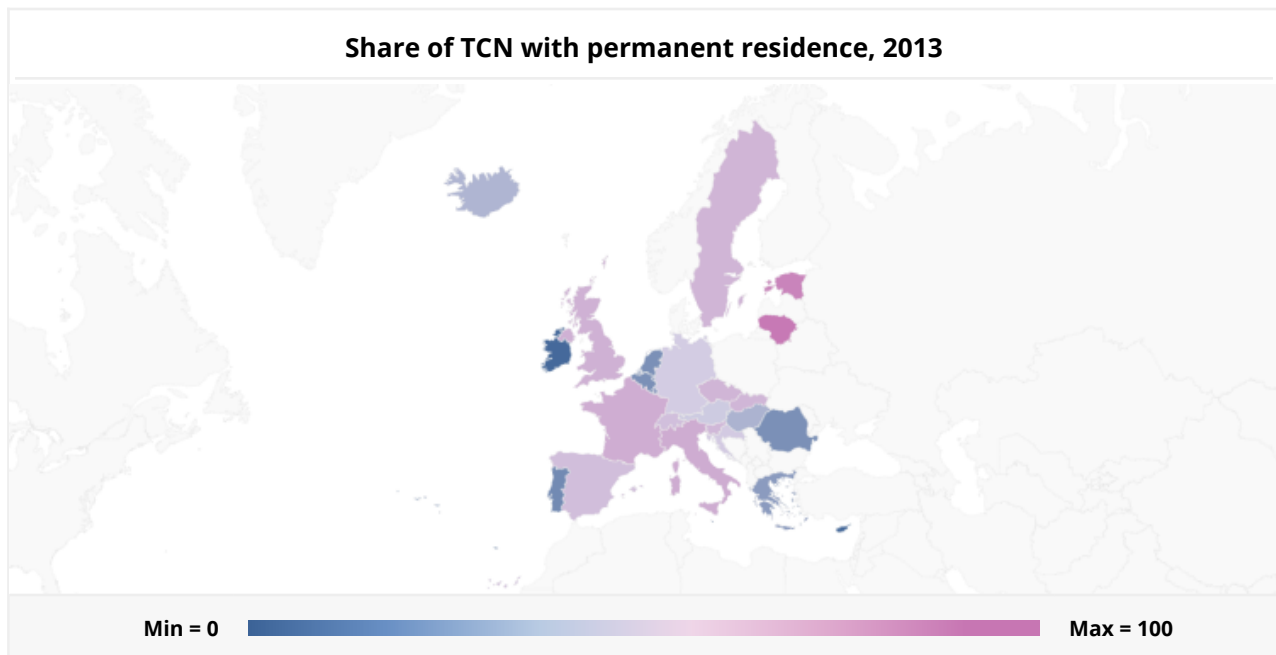 Share of TCN with permanent residence, 2013
Min = 0
Max = 100